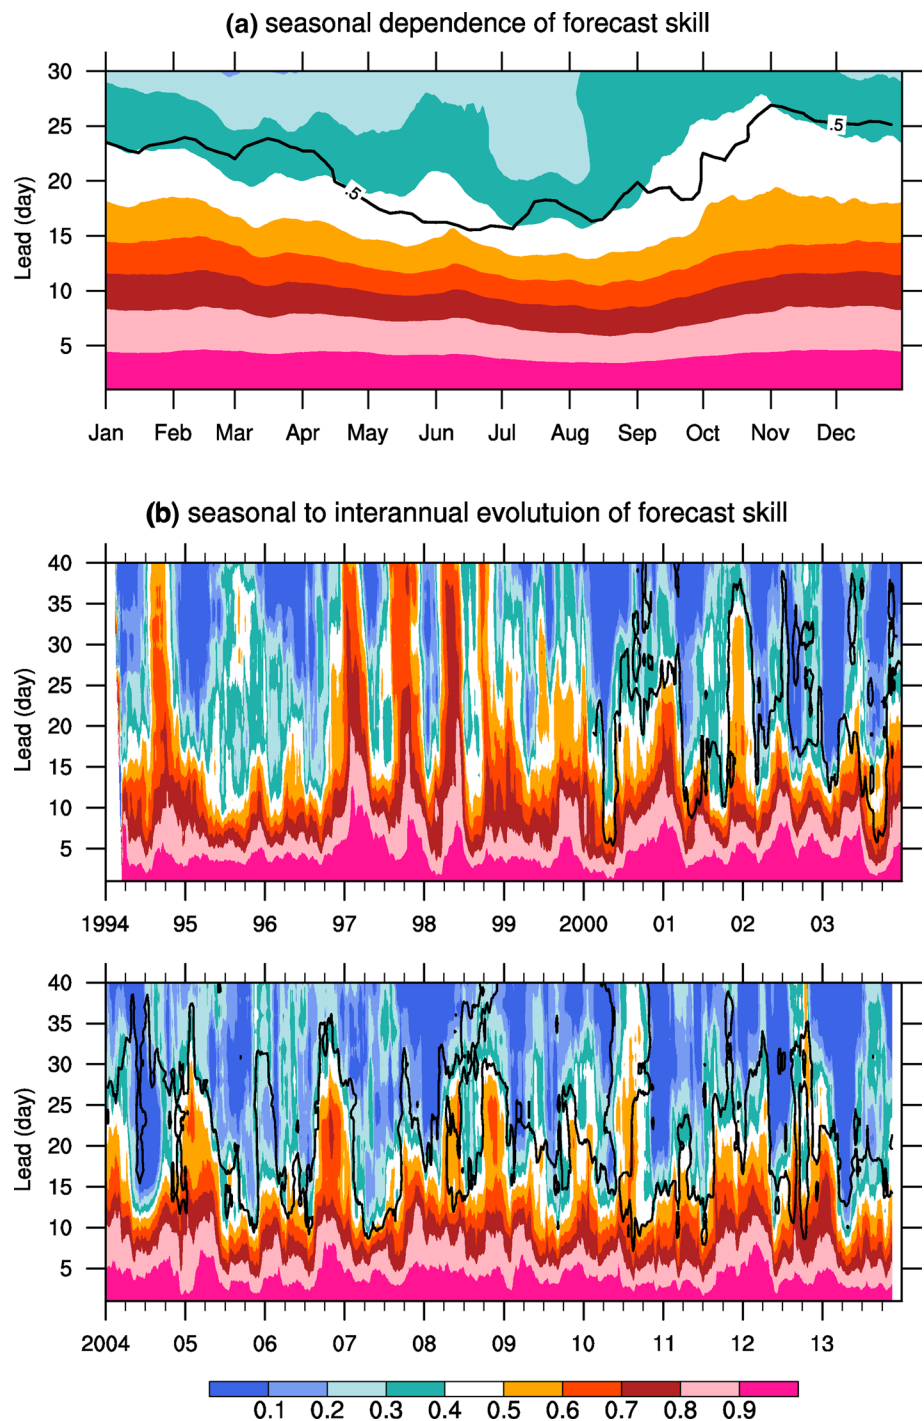 (a) seasonal dependence of forecast skill
30
25
20
15
10
5
Lead (day)
.5
.5
Jan Feb Mar Apr May Jun Jul Aug Sep Oct Nov Dec
(b) seasonal to interannual evolutuion of forecast skill
40
35
30
25
20
15
10
5
Lead (day)
1994 95 96 97 98 99 2000 01 02 03
40
35
30
25
20
15
10
5
Lead (day)
2004 05 06 07 08 09 10 11 12 13
0.1 0.2 0.3 0.4 0.5 0.6 0.7 0.8 0.9